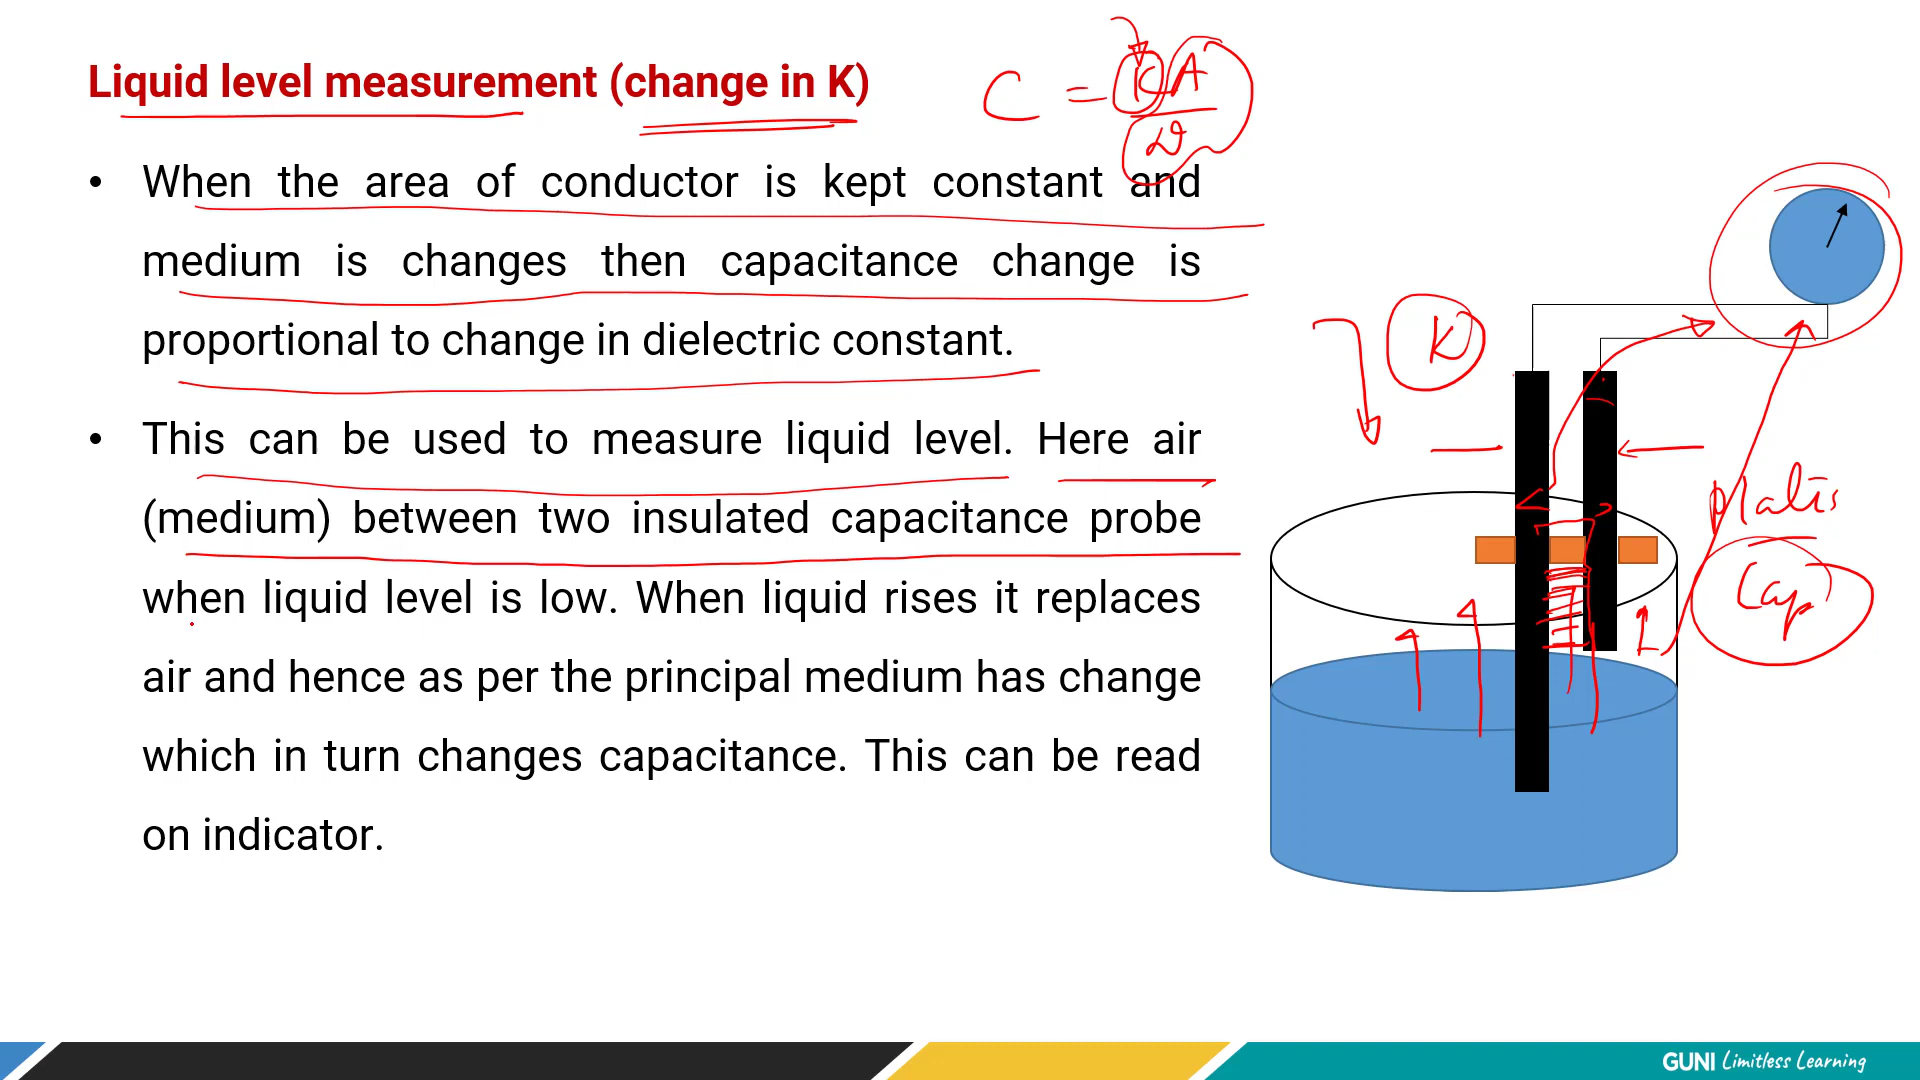 Liquid level measurement (change in K)
C = KA
d
• When the area of conductor is kept constant and
medium is changes then capacitance change is
proportional to change in dielectric constant.
• This can be used to measure liquid level. Here air
(medium) between two insulated capacitance probe
when liquid level is low. When liquid rises it replaces
air and hence as per the principal medium has change
which in turn changes capacitance. This can be read
on indicator.
K
plates
Cap
GUNI Limitless Learning